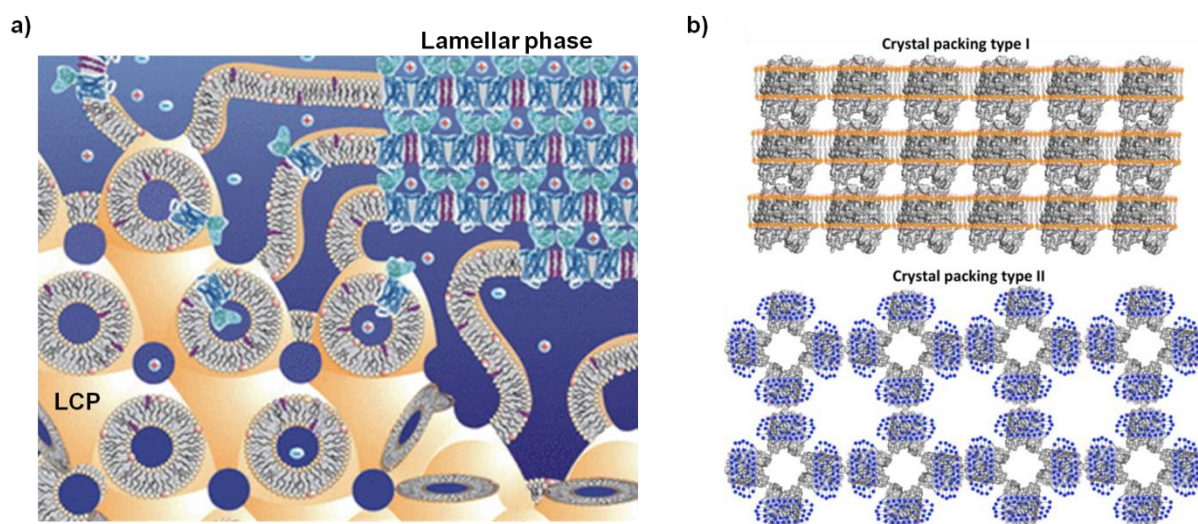 a)
Lamellar phase
LCP
b)
Crystal packing type I
Crystal packing type II